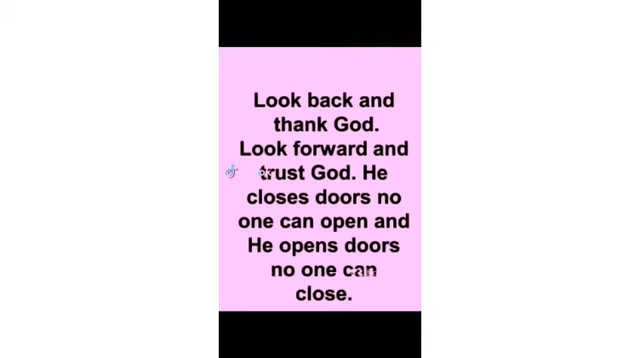 Look back and
thank God.
Look forward and
trust God. He
closes doors no
one can open and
He opens doors
no one can
close.